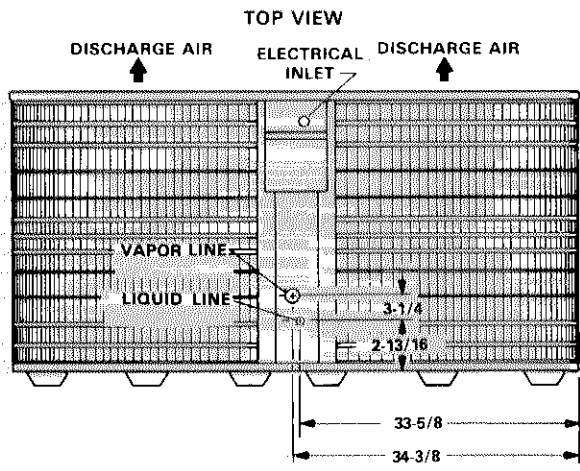 TOP VIEW
DISCHARGE AIR
ELECTRICAL
INLET
DISCHARGE AIR
VAPOR LINE
LIQUID LINE
3-1/4
2-13/16
33-5/8
34-3/8